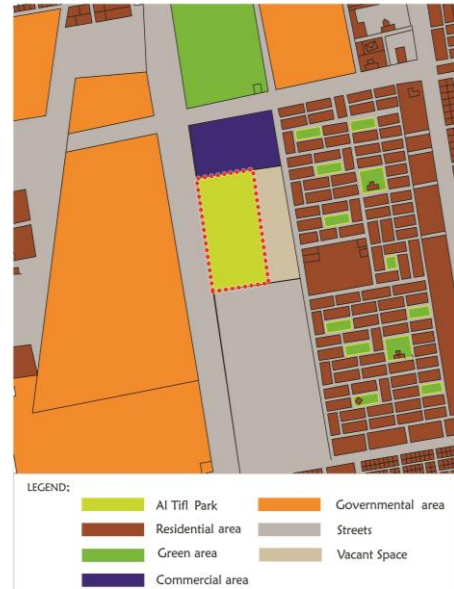 LEGEND:
Al Tifl Park
Governmental area
Residential area
Streets
Green area
Vacant Space
Commercial area